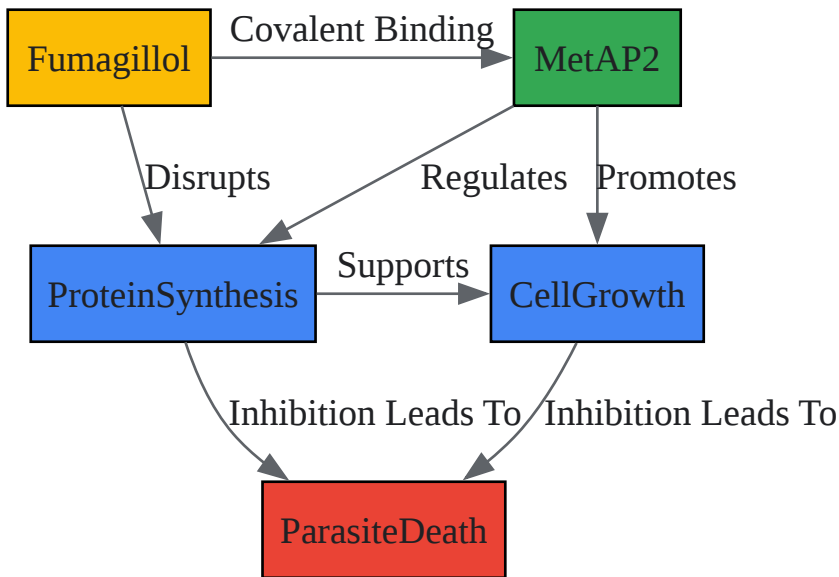 Fumagillol
Covalent Binding
MetAP2
Disrupts
Regulates
Promotes
ProteinSynthesis
Supports
CellGrowth
Inhibition Leads To
Inhibition Leads To
ParasiteDeath